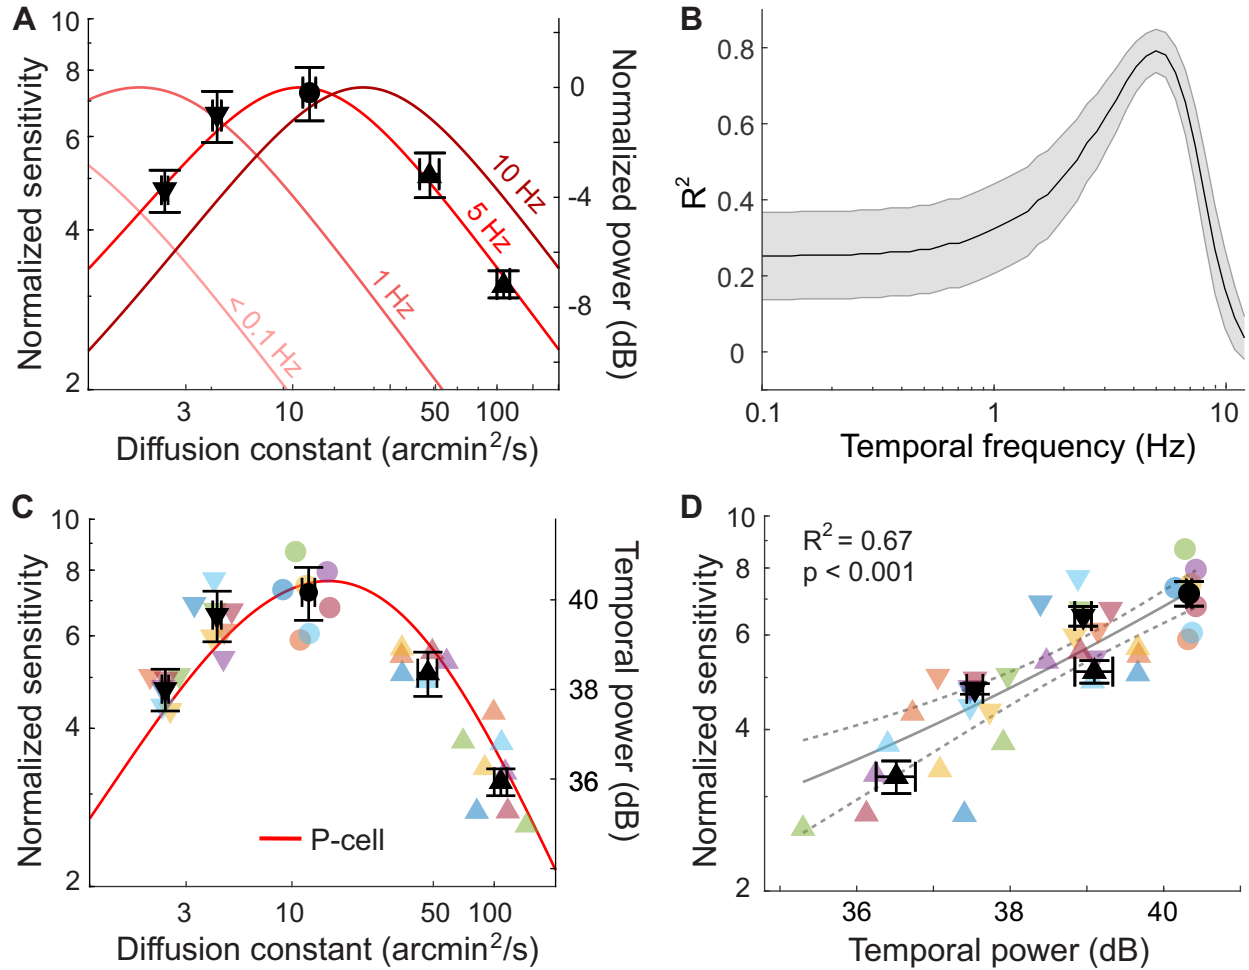 A
Normalized sensitivity
10
8
6
4
2
3
10
50
100
Diffusion constant (arcmin²/s)
0
-4
-8
Normalized power (dB)
< 0.1 Hz
1 Hz
5 Hz
10 Hz
B
R²
0.8
0.6
0.4
0.2
0
0.1
1
10
Temporal frequency (Hz)
C
Normalized sensitivity
10
8
6
4
2
3
10
50
100
Diffusion constant (arcmin²/s)
40
38
36
Temporal power (dB)
P-cell
D
Normalized sensitivity
10
8
6
4
2
R² = 0.67
p < 0.001
36
38
40
Temporal power (dB)